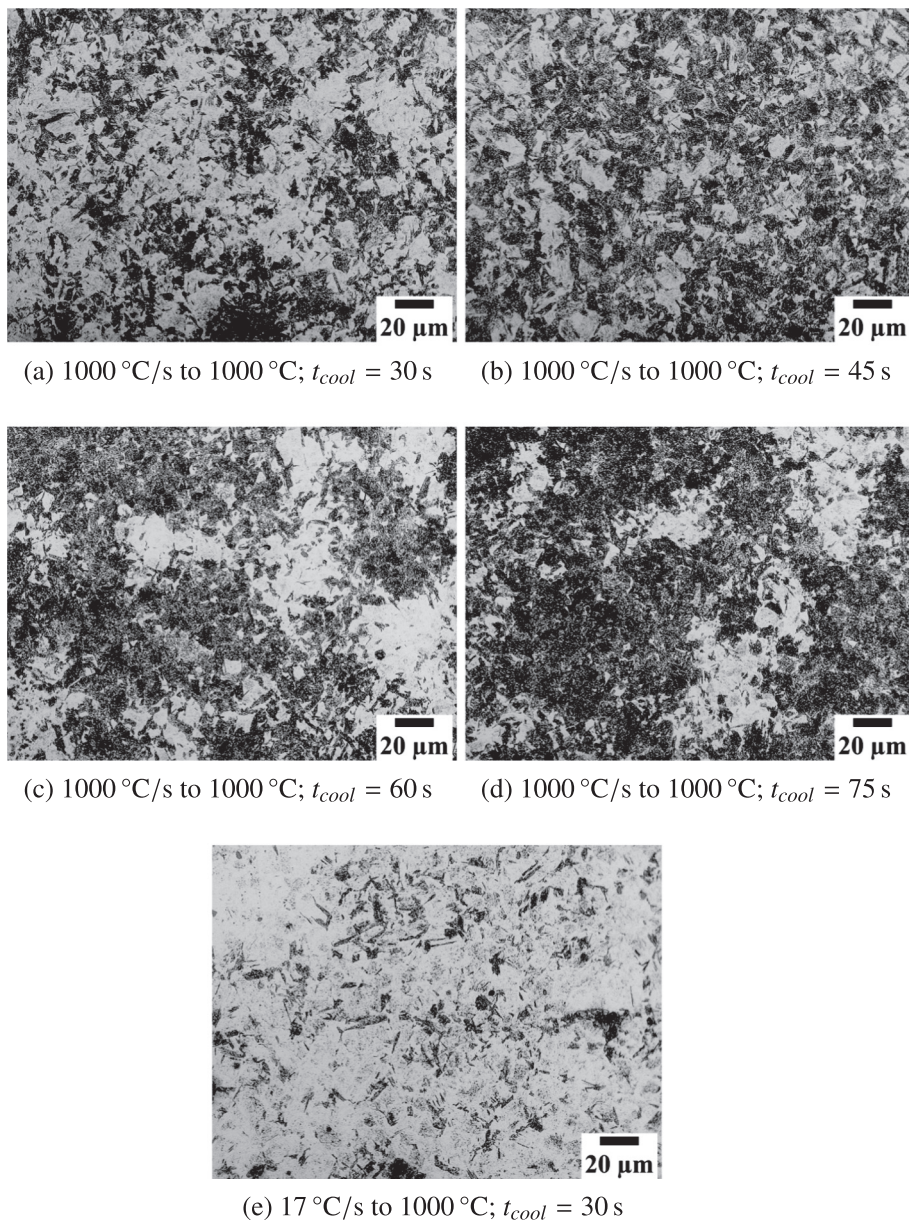 20 µm
20 µm
(a) 1000 °C/s to 1000 °C; t_cool = 30 s
(b) 1000 °C/s to 1000 °C; t_cool = 45 s
20 µm
20 µm
(c) 1000 °C/s to 1000 °C; t_cool = 60 s
(d) 1000 °C/s to 1000 °C; t_cool = 75 s
20 µm
(e) 17 °C/s to 1000 °C; t_cool = 30 s